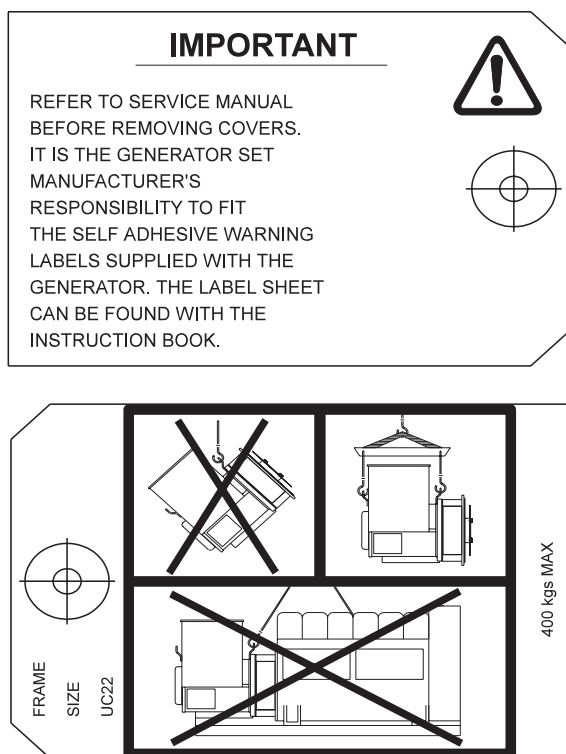 IMPORTANT
REFER TO SERVICE MANUAL
BEFORE REMOVING COVERS.
IT IS THE GENERATOR SET
MANUFACTURER'S
RESPONSIBILITY TO FIT
THE SELF ADHESIVE WARNING
LABELS SUPPLIED WITH THE
GENERATOR. THE LABEL SHEET
CAN BE FOUND WITH THE
INSTRUCTION BOOK.
FRAME
SIZE
UC22
400 kgs MAX